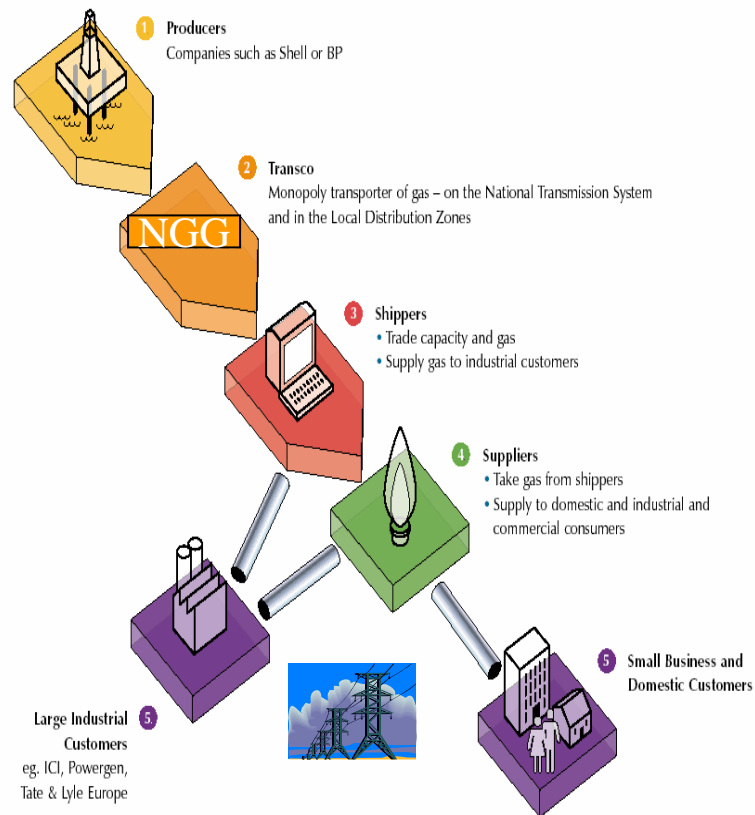 1 Producers
Companies such as Shell or BP
2 Transco
Monopoly transporter of gas – on the National Transmission System
and in the Local Distribution Zones
NGG
3 Shippers
• Trade capacity and gas
• Supply gas to industrial customers
4 Suppliers
• Take gas from shippers
• Supply to domestic and industrial and
commercial consumers
5 Small Business and
Domestic Customers
Large Industrial 5.
Customers
eg. ICI, Powergen,
Tate & Lyle Europe